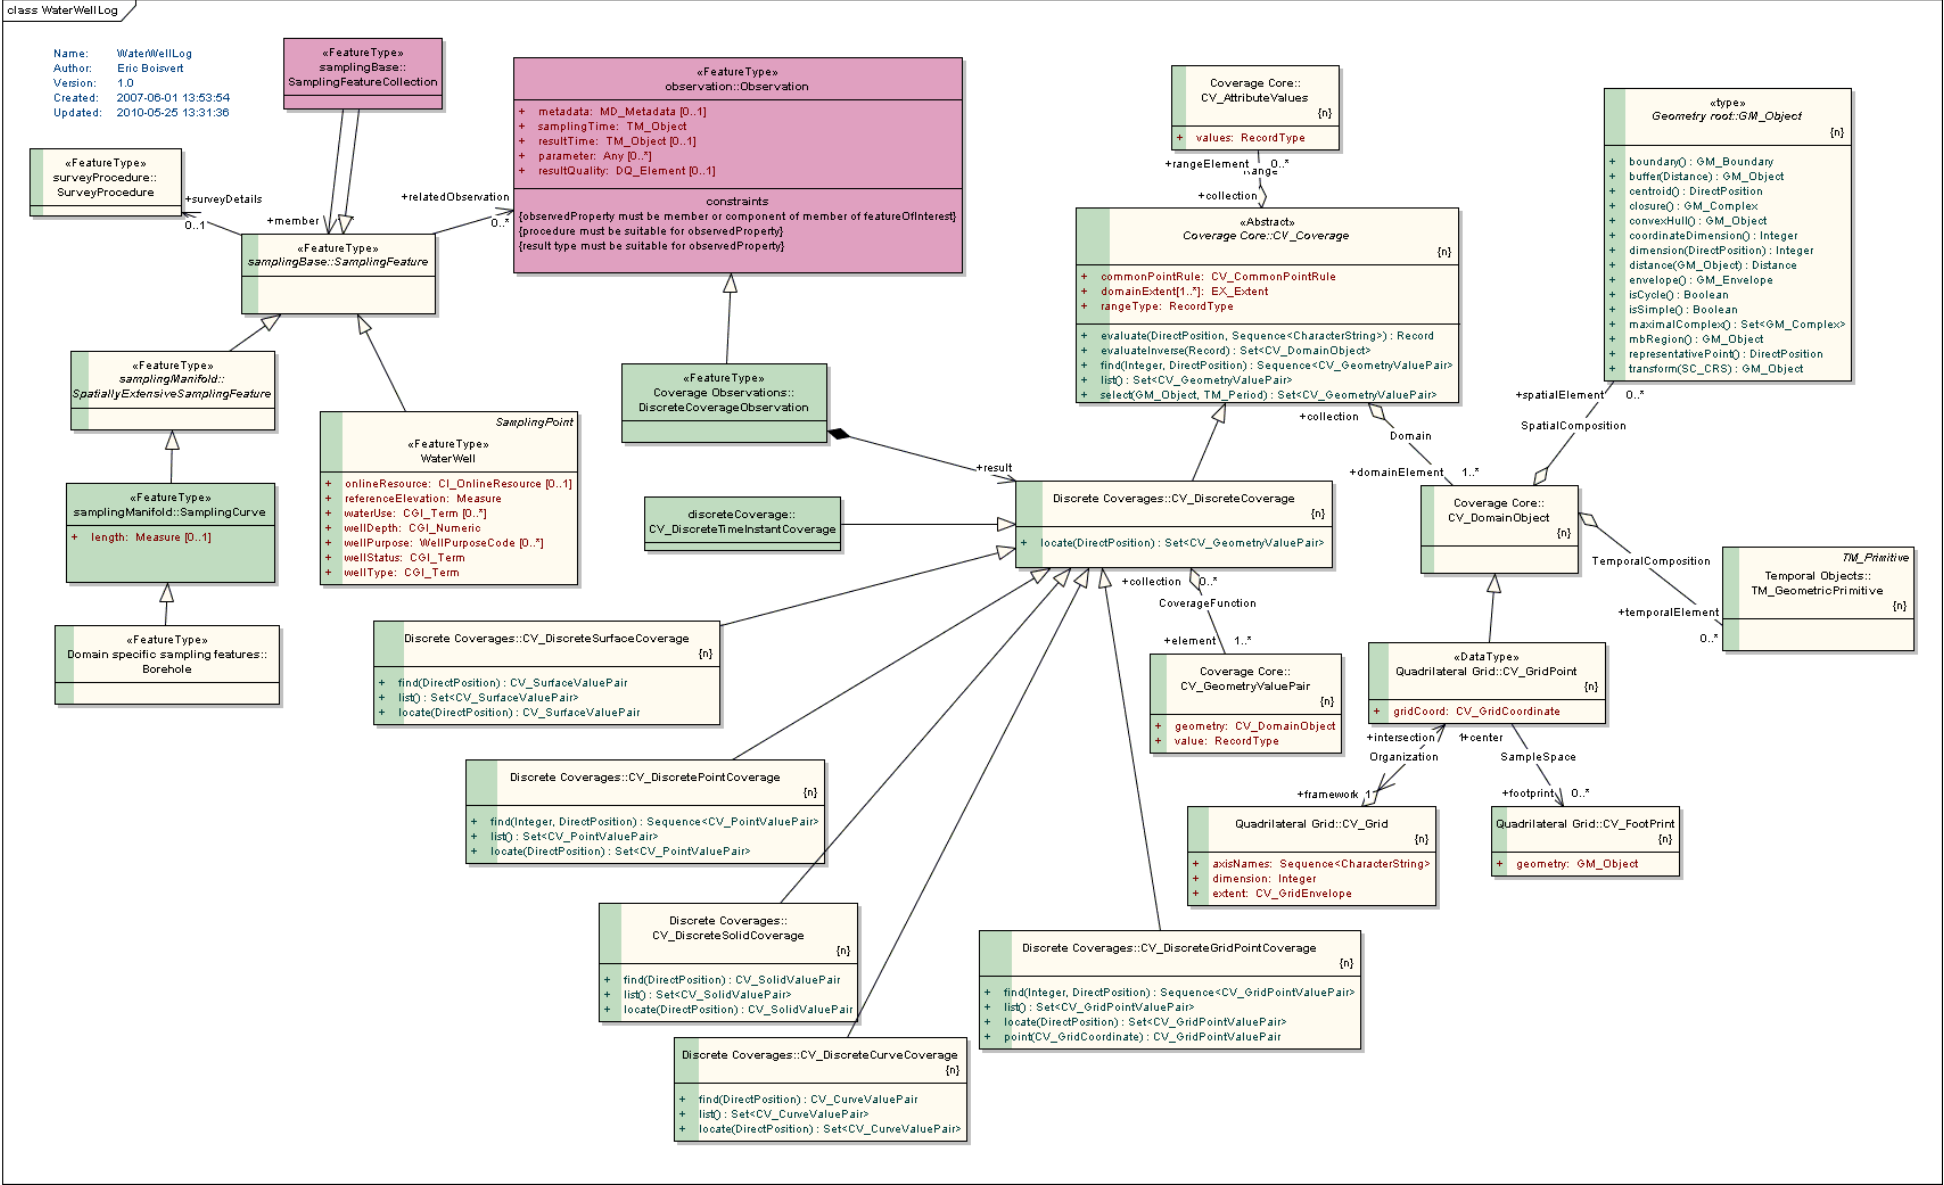 class WaterWellLog
Name: WaterWellLog
Author: Eric Boisvert
Version: 1.0
Created: 2007-06-01 13:53:54
Updated: 2010-05-25 13:31:36
«FeatureType»
samplingBase::
SamplingFeatureCollection
«FeatureType»
observation::Observation
+ metadata: MD_Metadata [0..1]
+ samplingTime: TM_Object
+ resultTime: TM_Object [0..1]
+ parameter: Any [0..*]
+ resultQuality: DQ_Element [0..1]
constraints
{observedProperty must be member or component of member of featureOfInterest}
{procedure must be suitable for observedProperty}
{result type must be suitable for observedProperty}
Coverage Core::
CV_AttributeValues
{n}
+ values: RecordType
+rangeElement 0..*
Range
+collection
«type»
Geometry root::GM_Object
{n}
+ boundary() : GM_Boundary
+ buffer(Distance) : GM_Object
+ centroid() : DirectPosition
+ closure() : GM_Complex
+ convexHull() : GM_Object
+ coordinateDimension() : Integer
+ dimension(DirectPosition) : Integer
+ distance(GM_Object) : Distance
+ envelope() : GM_Envelope
+ isCycle() : Boolean
+ isSimple() : Boolean
+ maximalComplex() : Set<GM_Complex>
+ mbRegion() : GM_Object
+ representativePoint() : DirectPosition
+ transform(SC_CRS) : GM_Object
«FeatureType»
surveyProcedure::
SurveyProcedure
+surveyDetails
0..1
+member
+relatedObservation
0..*
«FeatureType»
samplingBase::SamplingFeature
«Abstract»
Coverage Core::CV_Coverage
{n}
+ commonPointRule: CV_CommonPointRule
+ domainExtent[1..*]: EX_Extent
+ rangeType: RecordType
+ evaluate(DirectPosition, Sequence<CharacterString>) : Record
+ evaluateInverse(Record) : Set<CV_DomainObject>
+ find(Integer, DirectPosition) : Sequence<CV_GeometryValuePair>
+ list() : Set<CV_GeometryValuePair>
+ select(GM_Object, TM_Period) : Set<CV_GeometryValuePair>
«FeatureType»
samplingManifold::
SpatiallyExtensiveSamplingFeature
«FeatureType»
Coverage Observations::
DiscreteCoverageObservation
+spatialElement 0..*
SpatialComposition
+collection
Domain
+domainElement 1..*
SamplingPoint
«FeatureType»
WaterWell
+ onlineResource: CI_OnlineResource [0..1]
+ referenceElevation: Measure
+ waterUse: CGI_Term [0..*]
+ wellDepth: CGI_Numeric
+ wellPurpose: WellPurposeCode [0..*]
+ wellStatus: CGI_Term
+ wellType: CGI_Term
+result
«FeatureType»
samplingManifold::SamplingCurve
+ length: Measure [0..1]
discreteCoverage::
CV_DiscreteTimeInstantCoverage
Discrete Coverages::CV_DiscreteCoverage
{n}
+ locate(DirectPosition) : Set<CV_GeometryValuePair>
Coverage Core::
CV_DomainObject
{n}
TemporalComposition
+temporalElement
0..*
TM_Primitive
Temporal Objects::
TM_GeometricPrimitive
{n}
+collection 0..*
CoverageFunction
+element 1..*
«FeatureType»
Domain specific sampling features::
Borehole
Discrete Coverages::CV_DiscreteSurfaceCoverage
{n}
+ find(DirectPosition) : CV_SurfaceValuePair
+ list() : Set<CV_SurfaceValuePair>
+ locate(DirectPosition) : CV_SurfaceValuePair
Coverage Core::
CV_GeometryValuePair
{n}
+ geometry: CV_DomainObject
+ value: RecordType
«DataType»
Quadrilateral Grid::CV_GridPoint
{n}
+ gridCoord: CV_GridCoordinate
+intersection 1
+center
Organization
SampleSpace
+framework 1
+footprint 0..*
Discrete Coverages::CV_DiscretePointCoverage
{n}
+ find(Integer, DirectPosition) : Sequence<CV_PointValuePair>
+ list() : Set<CV_PointValuePair>
+ locate(DirectPosition) : Set<CV_PointValuePair>
Quadrilateral Grid::CV_Grid
{n}
+ axisNames: Sequence<CharacterString>
+ dimension: Integer
+ extent: CV_GridEnvelope
Quadrilateral Grid::CV_FootPrint
{n}
+ geometry: GM_Object
Discrete Coverages::
CV_DiscreteSolidCoverage
{n}
+ find(DirectPosition) : CV_SolidValuePair
+ list() : Set<CV_SolidValuePair>
+ locate(DirectPosition) : CV_SolidValuePair
Discrete Coverages::CV_DiscreteGridPointCoverage
{n}
+ find(Integer, DirectPosition) : Sequence<CV_GridPointValuePair>
+ list() : Set<CV_GridPointValuePair>
+ locate(DirectPosition) : Set<CV_GridPointValuePair>
+ point(CV_GridCoordinate) : CV_GridPointValuePair
Discrete Coverages::CV_DiscreteCurveCoverage
{n}
+ find(DirectPosition) : CV_CurveValuePair
+ list() : Set<CV_CurveValuePair>
+ locate(DirectPosition) : Set<CV_CurveValuePair>